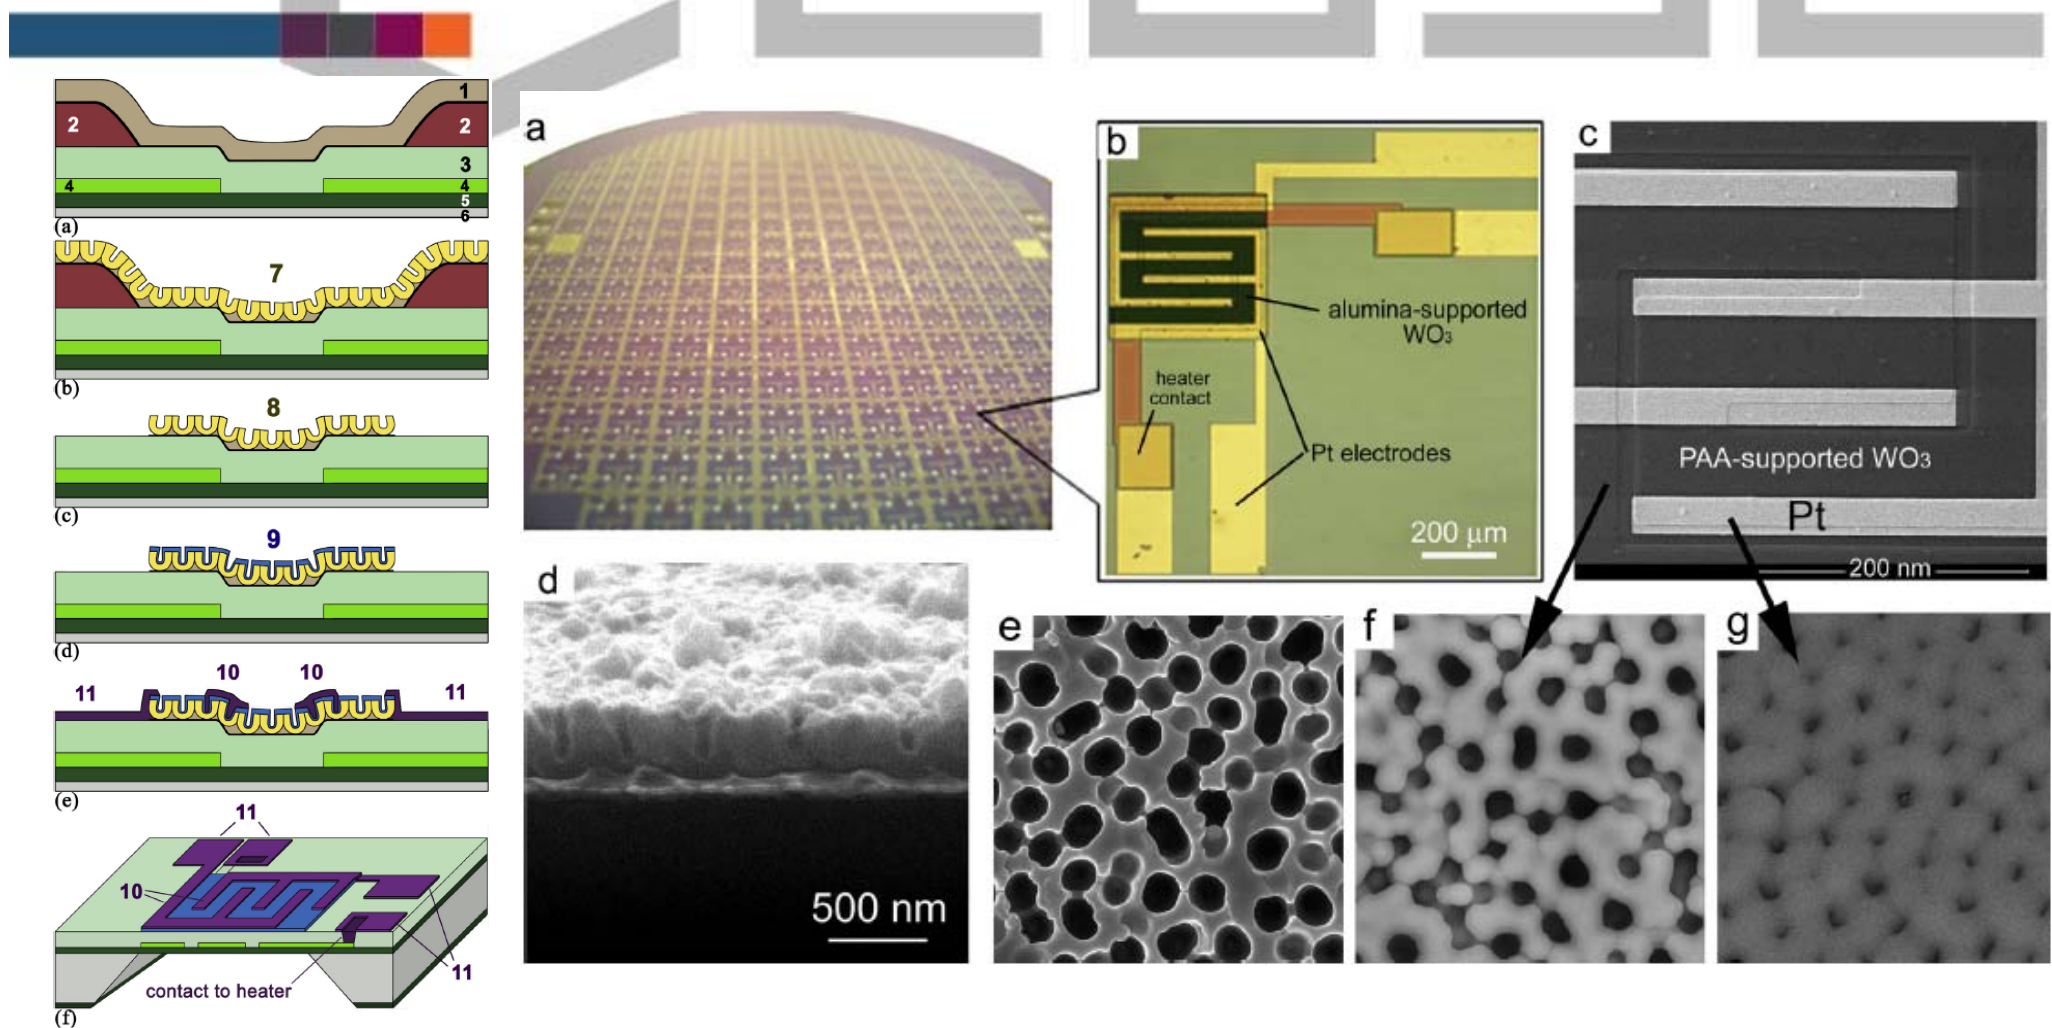 1
2
2
3
4
4
5
6
(a)
7
(b)
8
(c)
9
(d)
10
10
11
11
(e)
11
10
11
contact to heater
(f)
a
b
alumina-supported
WO3
heater
contact
Pt electrodes
200 μm
c
PAA-supported WO3
Pt
200 nm
d
500 nm
e
f
g